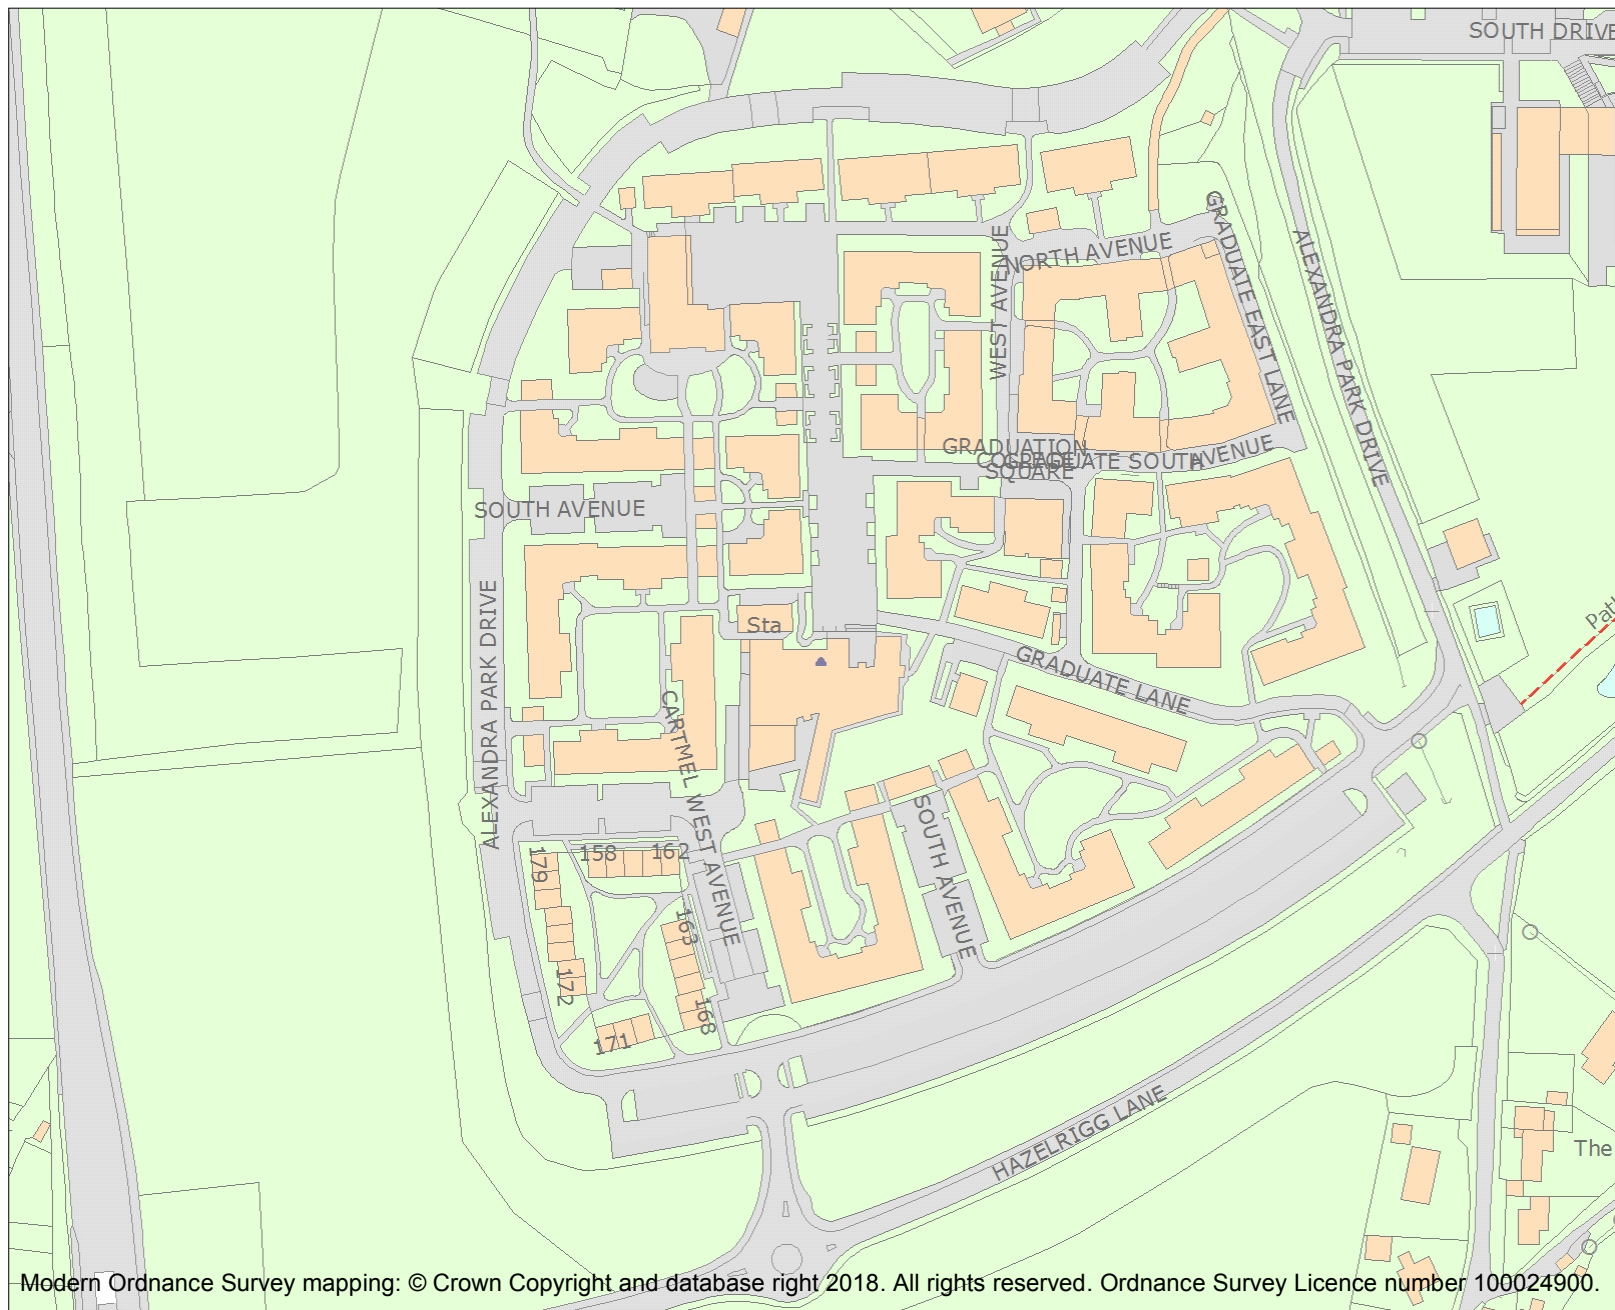 SOUTH DRIVE
GRADUATE EAST LANE
ALEXANDRA PARK DRIVE
NORTH AVENUE
WEST AVENUE
GRADUATION
SQUARE
GRADUATE SOUTH AVENUE
SOUTH AVENUE
ALEXANDRA PARK DRIVE
Sta
Path
GRADUATE LANE
CARTMEL WEST AVENUE
SOUTH AVENUE
179
158
162
163
172
168
171
HAZELRIGG LANE
The
Modern Ordnance Survey mapping: © Crown Copyright and database right 2018. All rights reserved. Ordnance Survey Licence number 100024900.